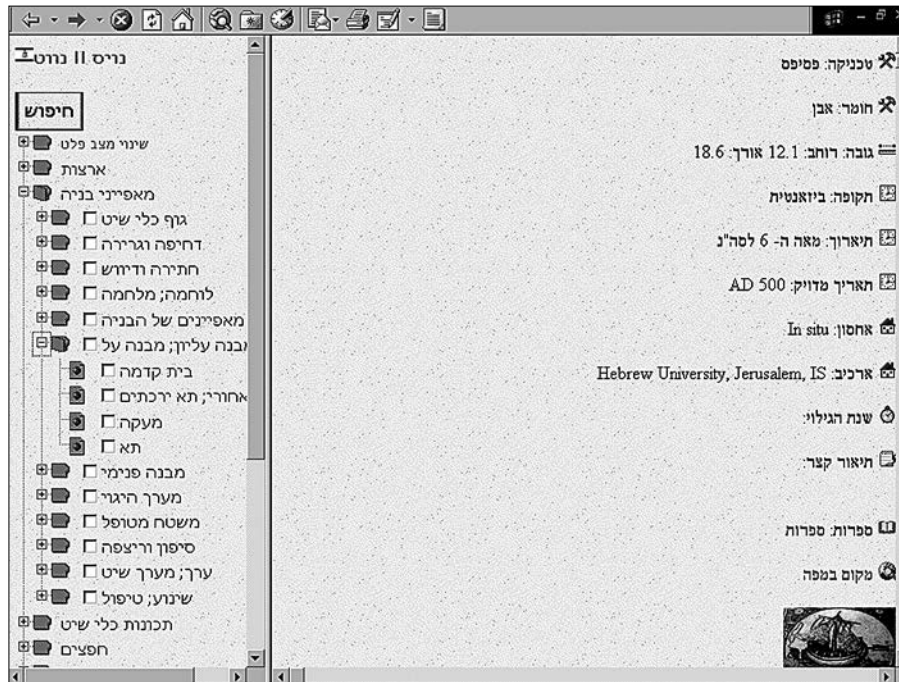 נויס II נווט
חיפוש
שינוי מצב פלט
ארצות
מאפייני בניה
גוף כלי שיט
דחיפה וגרירה
חתירה ודיווש
לוחמה; מלחמה
מאפיינים של הבניה
מבנה עליון; מבנה על
בית קדמה
אחורי; תא ירכתים
מעקה
תא
מבנה פנימי
מערך היגוי
משטח מטופל
סיפון וריצפה
ערך; מערך שיט
שינוע; טיפול
תכונות כלי שיט
חפצים
טכניקה: פסיפס
חומר: אבן
גובה: רוחב: 12.1 אורך: 18.6
תקופה: ביזאנטית
תיארוך: מאה ה- 6 לסה"נ
תאריך מדויק: AD 500
אחסון: In situ
ארכיב: Hebrew University, Jerusalem, IS
שנת הגילוי:
תיאור קצר:
ספרות: ספרות
מקום במפה